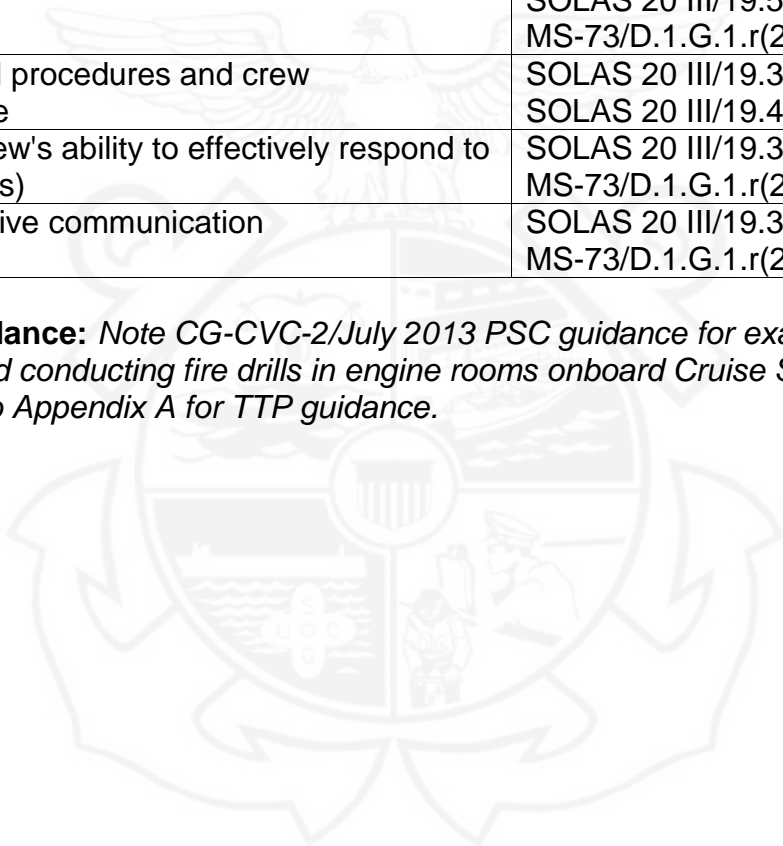 SOLAS 20 III/19.5
MS-73/D.1.G.1.r(2
l procedures and crew
SOLAS 20 III/19.3
e
SOLAS 20 III/19.4
ew's ability to effectively respond to
SOLAS 20 III/19.3
s)
MS-73/D.1.G.1.r(2
tive communication
SOLAS 20 III/19.3
MS-73/D.1.G.1.r(2
dance: Note CG-CVC-2/July 2013 PSC guidance for exa
d conducting fire drills in engine rooms onboard Cruise S
o Appendix A for TTP guidance.
S
U O C
G